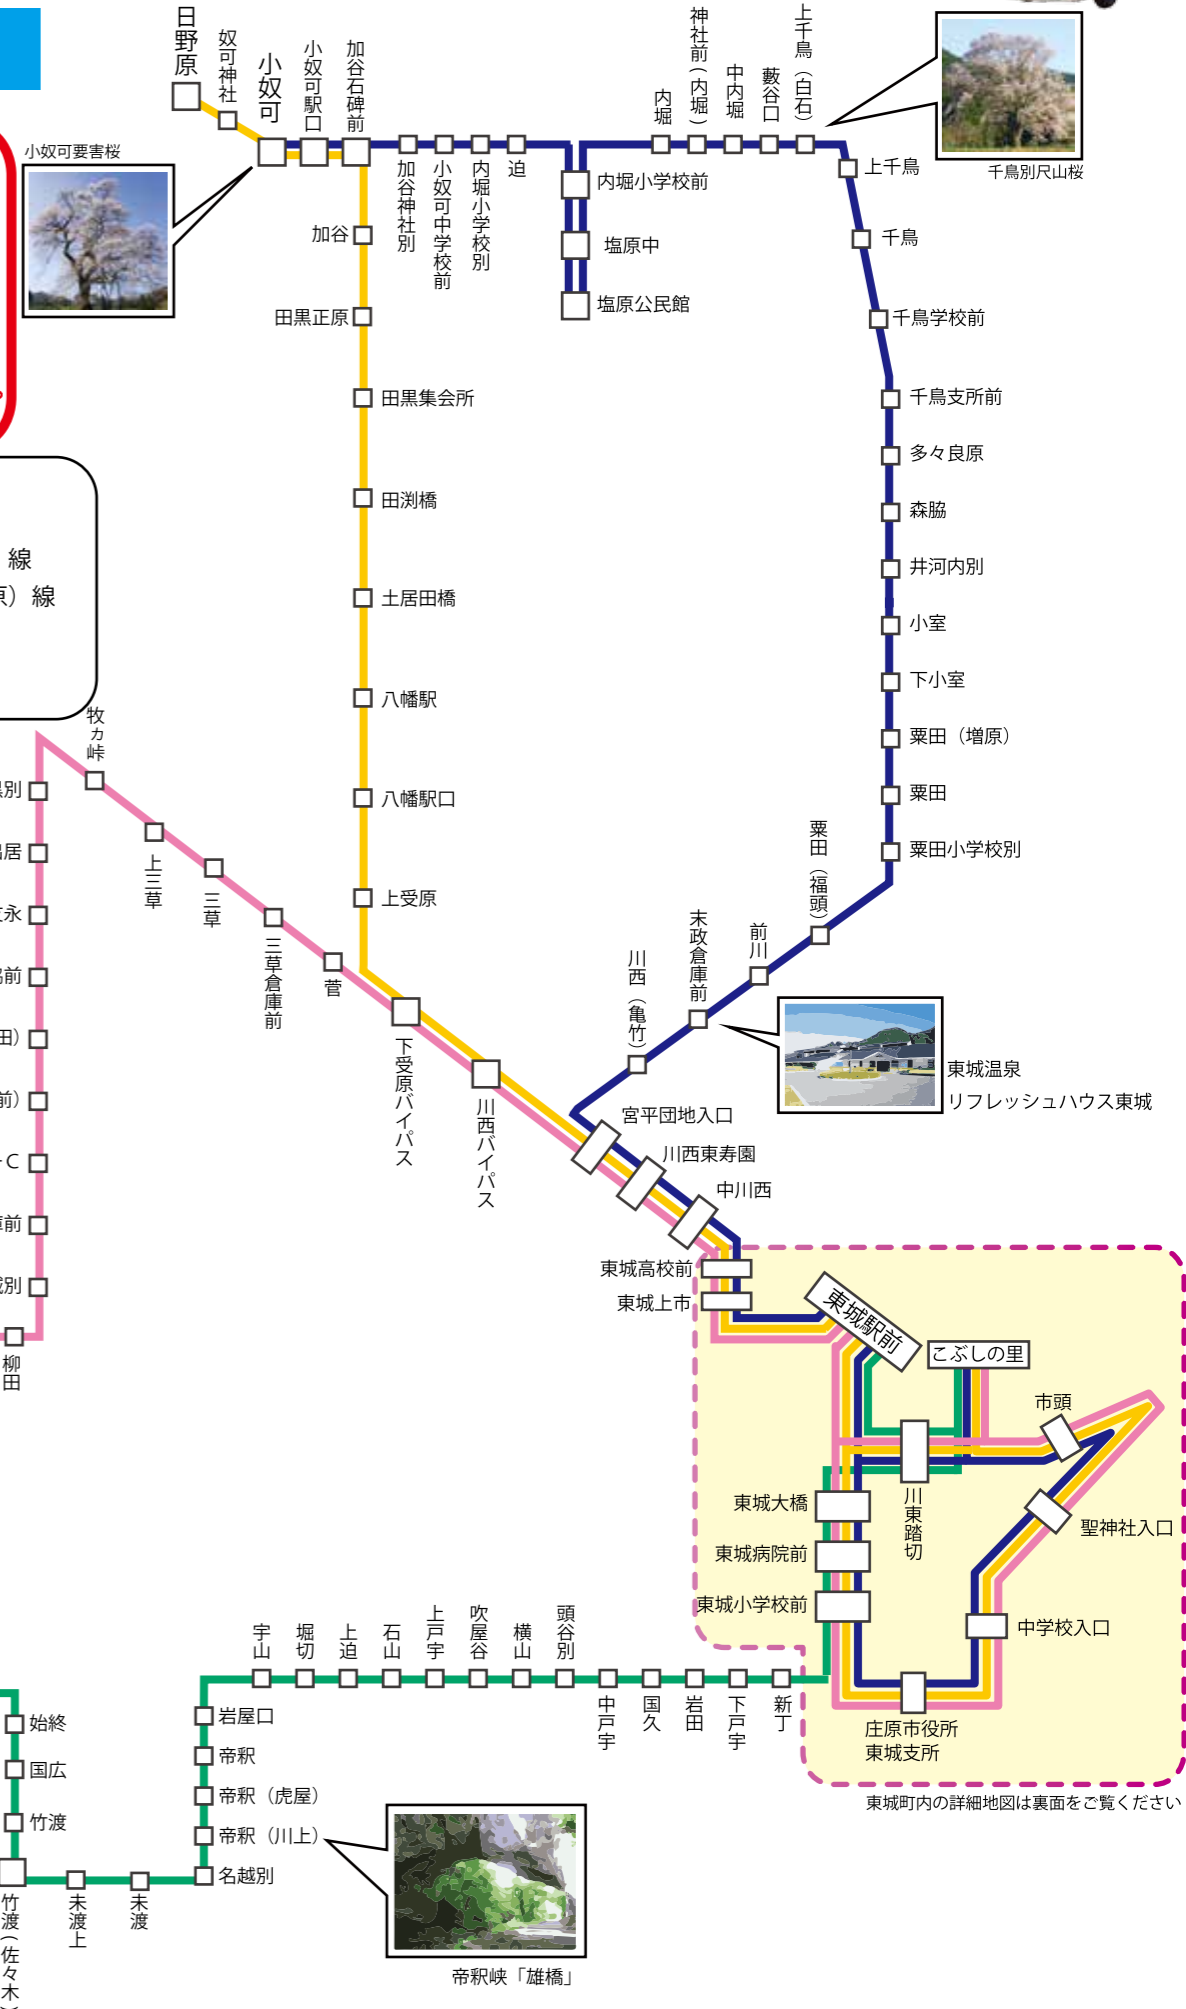 日野原
奴可神社
小奴可
小奴可駅口
加谷石碑前
加谷神社別
小奴可中学校前
内堀小学校別
迫
内堀小学校前
塩原中
塩原公民館
内堀
神社前(内堀)
中内堀
藪谷口
上千鳥（白石）
小奴可要害桜
千鳥別尺山桜
上千鳥
千鳥
千鳥学校前
千鳥支所前
多々良原
森脇
井河内別
小室
下小室
粟田（増原）
粟田
粟田小学校別
粟田（福頭）
前川
末政倉庫前
川西（亀竹）
東城温泉
リフレッシュハウス東城
加谷
田黒正原
田黒集会所
田渕橋
土居田橋
八幡駅
八幡駅口
上受原
線
）線
牧ヵ峠
上三草
三草
三草倉庫前
菅
下受原バイパス
川西バイパス
宮平団地入口
川西東寿園
中川西
東城高校前
東城上市
別
居
永
前
田）
前）
C
前
別
柳田
東城駅前
こぶしの里
市頭
川東踏切
聖神社入口
東城大橋
東城病院前
東城小学校前
中学校入口
庄原市役所
東城支所
東城町内の詳細地図は裏面をご覧ください
宇山
堀切
上迫
石山
上戸宇
吹屋谷
横山
頭谷別
中戸宇
国久
岩田
下戸宇
新丁
岩屋口
帝釈
帝釈（虎屋）
帝釈（川上）
名越別
始終
国広
竹渡
竹渡(佐々木)
未渡上
未渡
帝釈峡「雄橋」